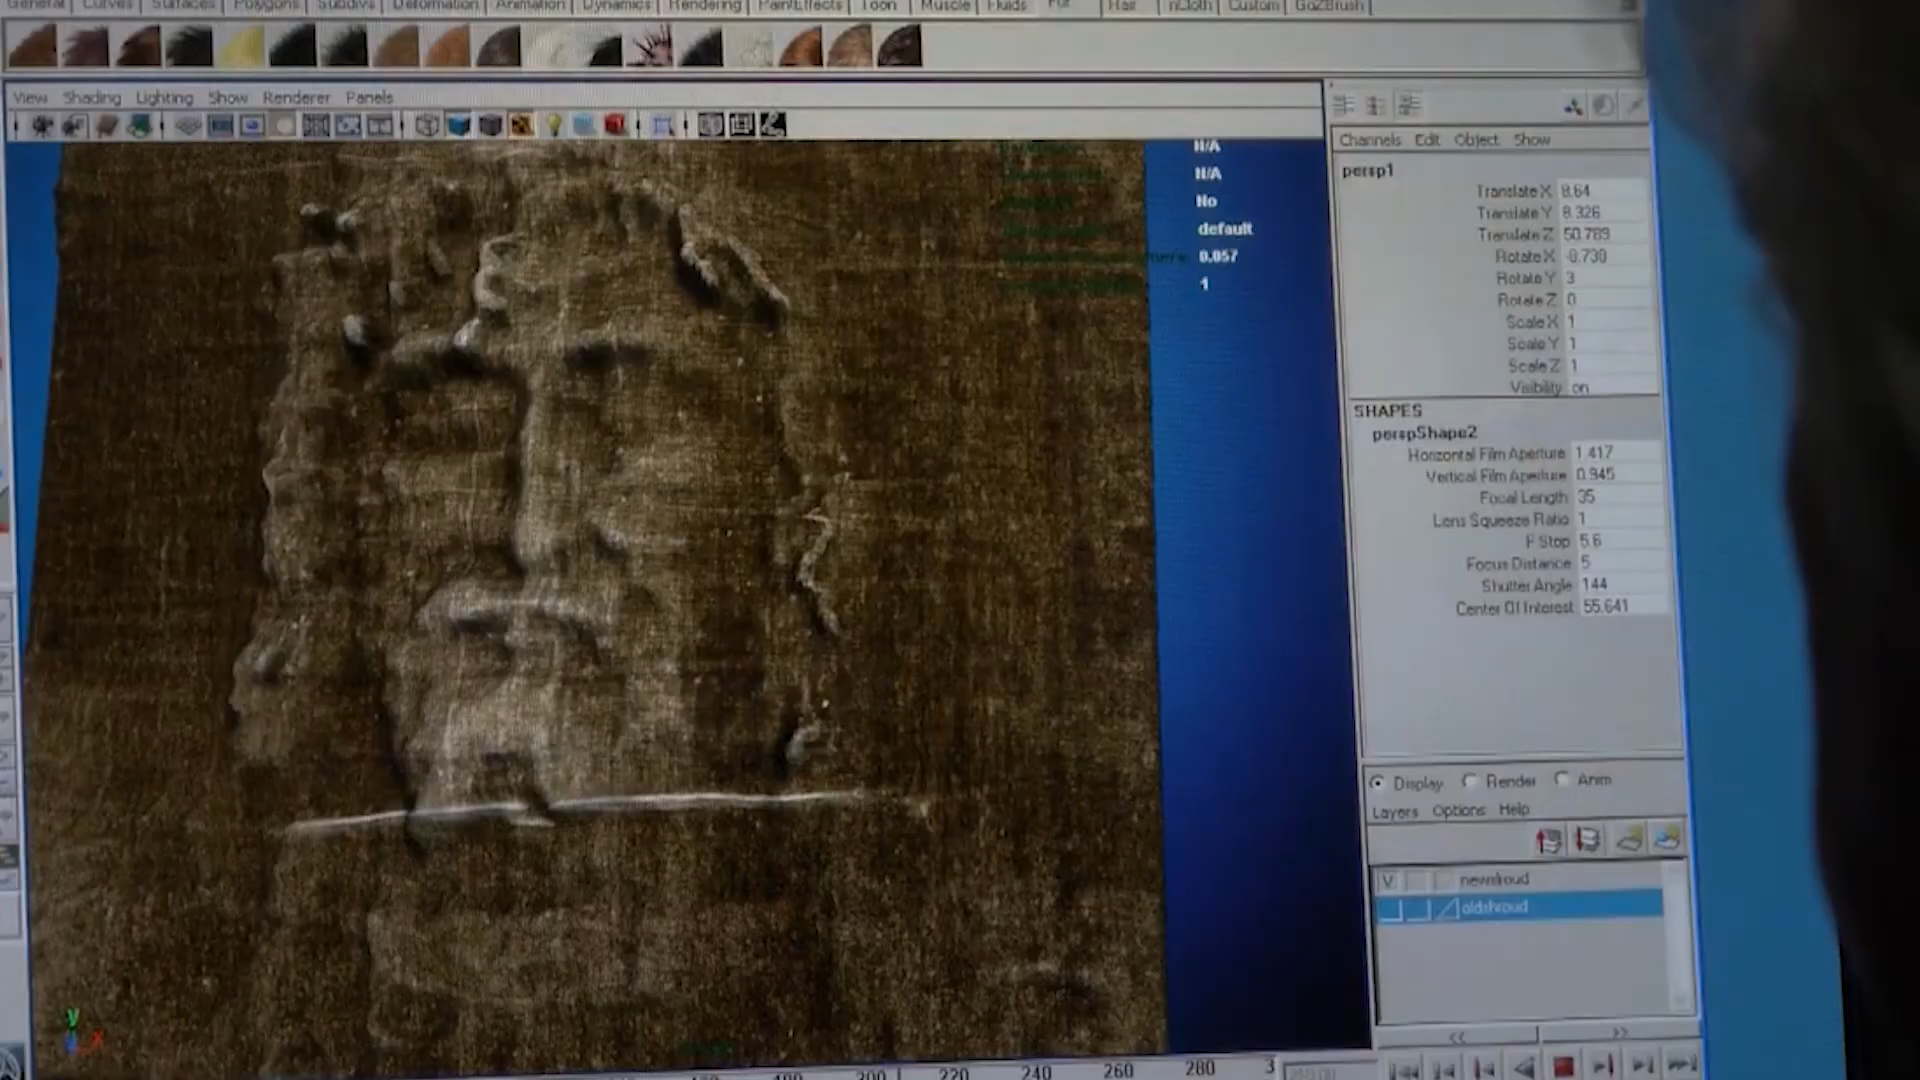 General Curves Surfaces Polygons Subdivs Deformation Animation Dynamics Rendering PaintEffects Toon Muscle Fluids Fur Hair nCloth Custom GoZBrush
View Shading Lighting Show Renderer Panels
N/A
N/A
No
default
0.057
1
Channels Edit Object Show
persp1
Translate X 8.64
Translate Y 8.326
Translate Z 50.789
Rotate X -8.738
Rotate Y 3
Rotate Z 0
Scale X 1
Scale Y 1
Scale Z 1
Visibility on
SHAPES
perspShape2
Horizontal Film Aperture 1.417
Vertical Film Aperture 0.945
Focal Length 35
Lens Squeeze Ratio 1
F Stop 5.6
Focus Distance 5
Shutter Angle 144
Center Of Interest 55.641
Display Render Anim
Layers Options Help
V newshroud
oldshroud
y
x
200 220 240 260 280 3